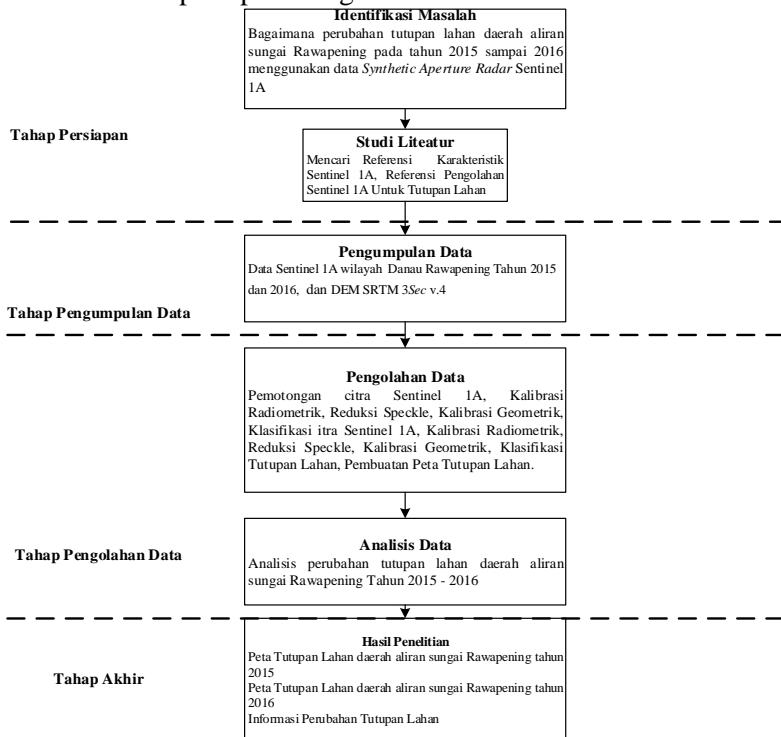 Identifikasi Masalah
Bagaimana perubahan tutupan lahan daerah aliran
sungai Rawapening pada tahun 2015 sampai 2016
menggunakan data Synthetic Aperture Radar Sentinel
1A
Tahap Persiapan
Studi Liteatur
Mencari Referensi Karakteristik
Sentinel 1A, Referensi Pengolahan
Sentinel 1A Untuk Tutupan Lahan
Pengumpulan Data
Data Sentinel 1A wilayah Danau Rawapening Tahun 2015
dan 2016, dan DEM SRTM 3Sec v.4
Tahap Pengumpulan Data
Pengolahan Data
Pemotongan citra Sentinel 1A, Kalibrasi
Radiometrik, Reduksi Speckle, Kalibrasi Geometrik,
Klasifikasi itra Sentinel 1A, Kalibrasi Radiometrik,
Reduksi Speckle, Kalibrasi Geometrik, Klasifikasi
Tutupan Lahan, Pembuatan Peta Tutupan Lahan.
Tahap Pengolahan Data
Analisis Data
Analisis perubahan tutupan lahan daerah aliran
sungai Rawapening Tahun 2015 - 2016
Tahap Akhir
Hasil Penelitian
Peta Tutupan Lahan daerah aliran sungai Rawapening tahun
2015
Peta Tutupan Lahan daerah aliran sungai Rawapening tahun
2016
Informasi Perubahan Tutupan Lahan